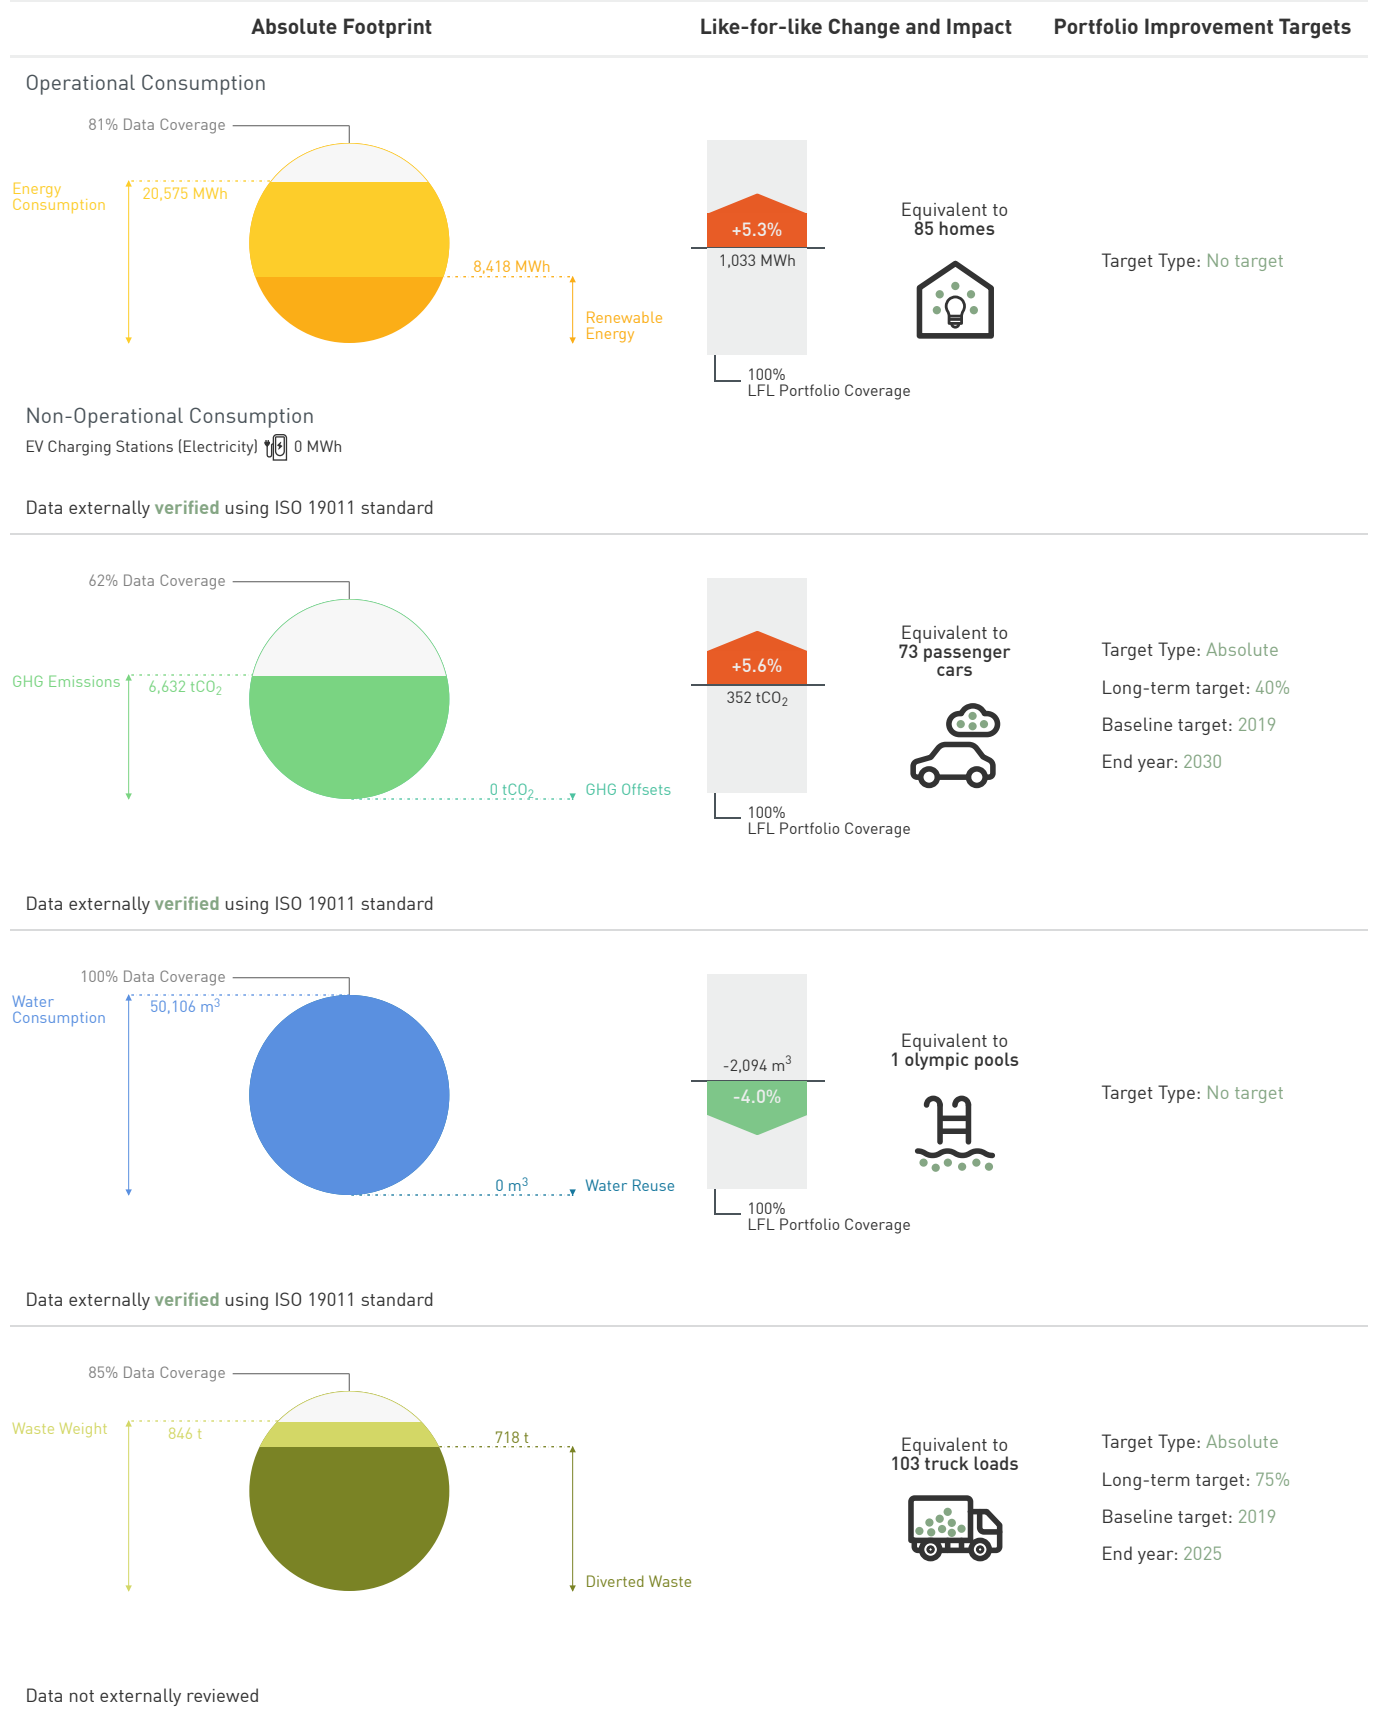 Absolute Footprint
Like-for-like Change and Impact
Portfolio Improvement Targets
Operational Consumption
81% Data Coverage
Energy
Consumption
20,575 MWh
8,418 MWh
Renewable
Energy
+5.3%
1,033 MWh
100%
LFL Portfolio Coverage
Equivalent to
85 homes
Target Type: No target
Non-Operational Consumption
EV Charging Stations (Electricity) 0 MWh
Data externally verified using ISO 19011 standard
62% Data Coverage
GHG Emissions
6,632 tCO₂
0 tCO₂
GHG Offsets
+5.6%
352 tCO₂
100%
LFL Portfolio Coverage
Equivalent to
73 passenger
cars
Target Type: Absolute
Long-term target: 40%
Baseline target: 2019
End year: 2030
Data externally verified using ISO 19011 standard
100% Data Coverage
Water
Consumption
50,106 m³
0 m³
Water Reuse
-2,094 m³
-4.0%
100%
LFL Portfolio Coverage
Equivalent to
1 olympic pools
Target Type: No target
Data externally verified using ISO 19011 standard
85% Data Coverage
Waste Weight
846 t
718 t
Diverted Waste
Equivalent to
103 truck loads
Target Type: Absolute
Long-term target: 75%
Baseline target: 2019
End year: 2025
Data not externally reviewed